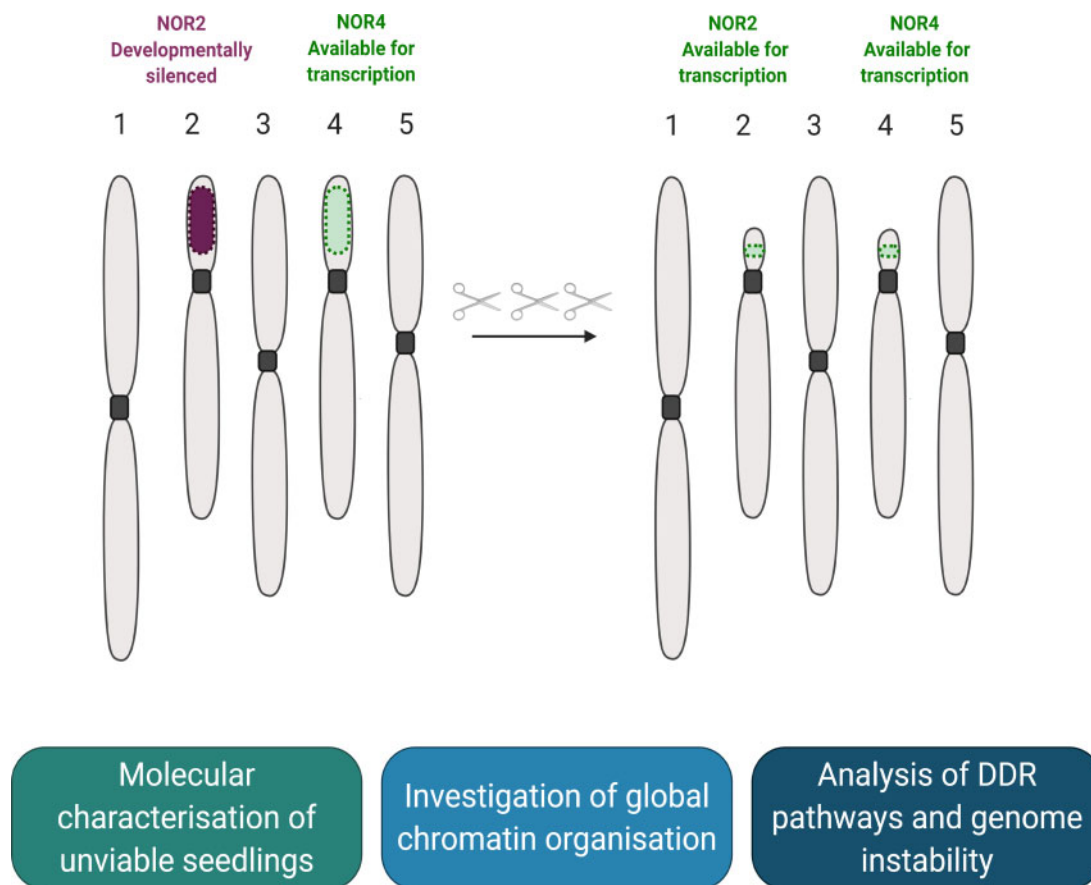 NOR2
Developmentally
silenced
NOR4
Available for
transcription
1 2 3 4 5
NOR2
Available for
transcription
NOR4
Available for
transcription
1 2 3 4 5
Molecular
characterisation of
unviable seedlings
Investigation of global
chromatin organisation
Analysis of DDR
pathways and genome
instability